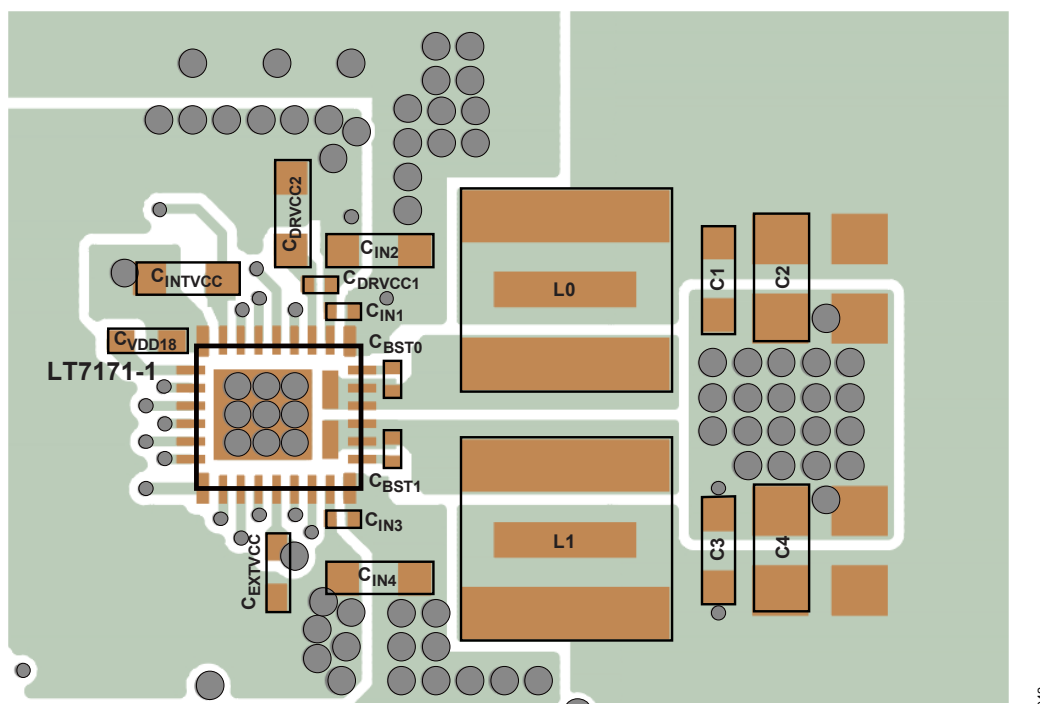 CDRVCC2
CIN2
CINTVCC
CDRVCC1
C1
C2
L0
CIN1
CVDD18
CBST0
LT7171-1
CBST1
CIN3
L1
C3
C4
CEXTVCC
CIN4